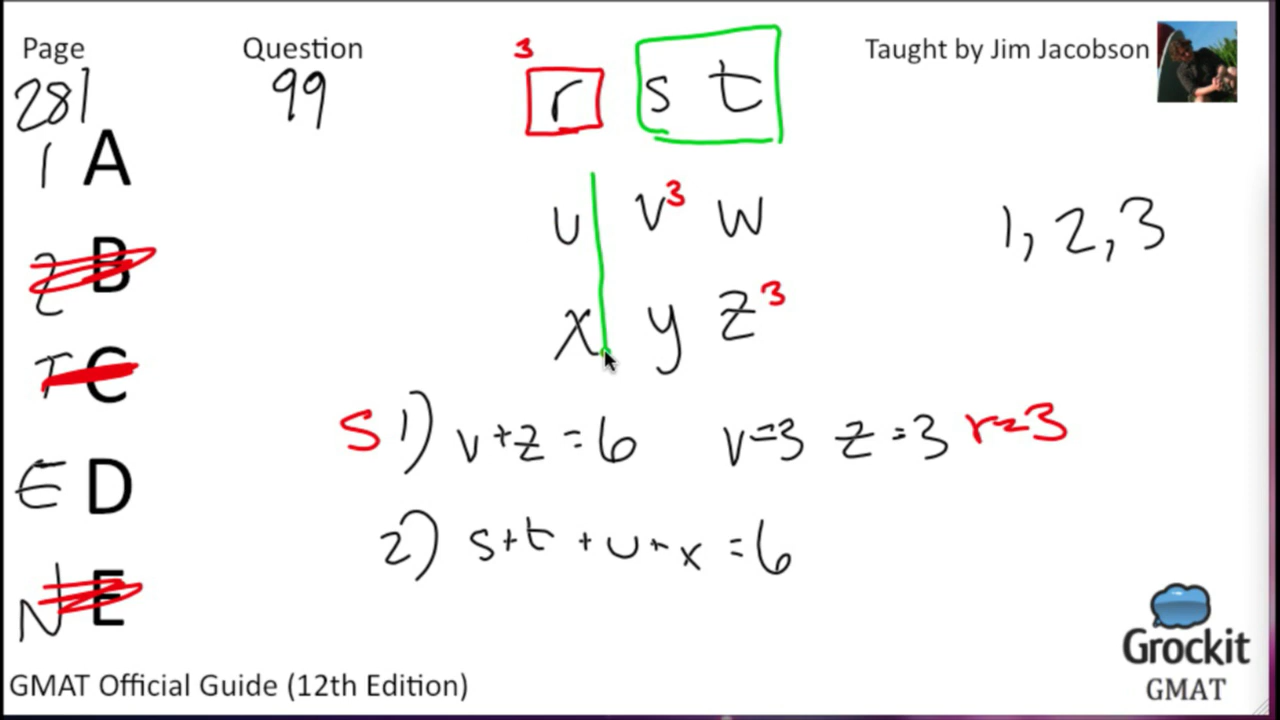 Page Question Taught by Jim Jacobson
281 99
3
r s t
1 A
u v3 w
1, 2, 3
2 B
x y z3
T C
S 1) v+z=6 v=3 z=3 r=3
E D
2) s+t+u+x=6
N E
Grockit
GMAT
GMAT Official Guide (12th Edition)